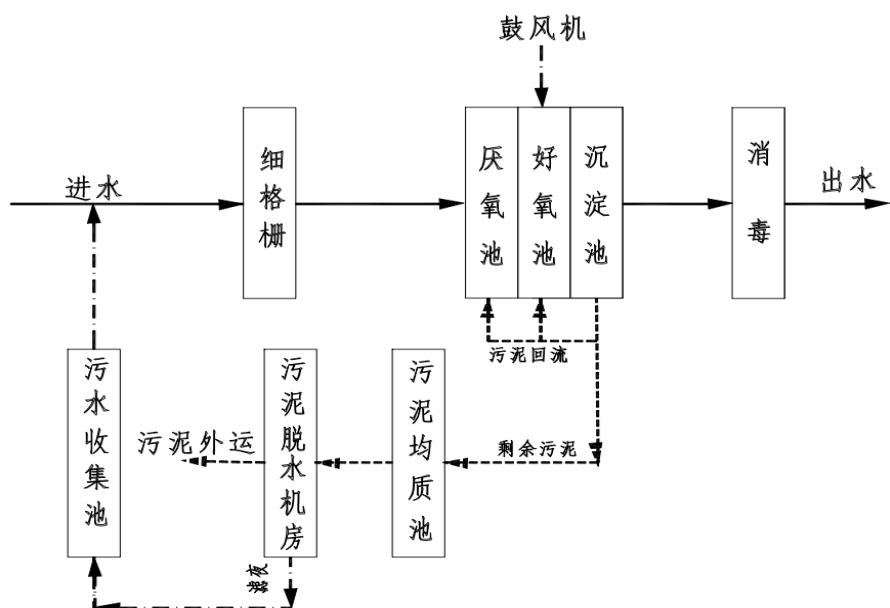 鼓风机
进水
细格栅
厌氧池
好氧池
沉淀池
消毒
出水
污泥回流
污水收集池
污泥外运
污泥脱水机房
污泥均质池
剩余污泥
滤夜